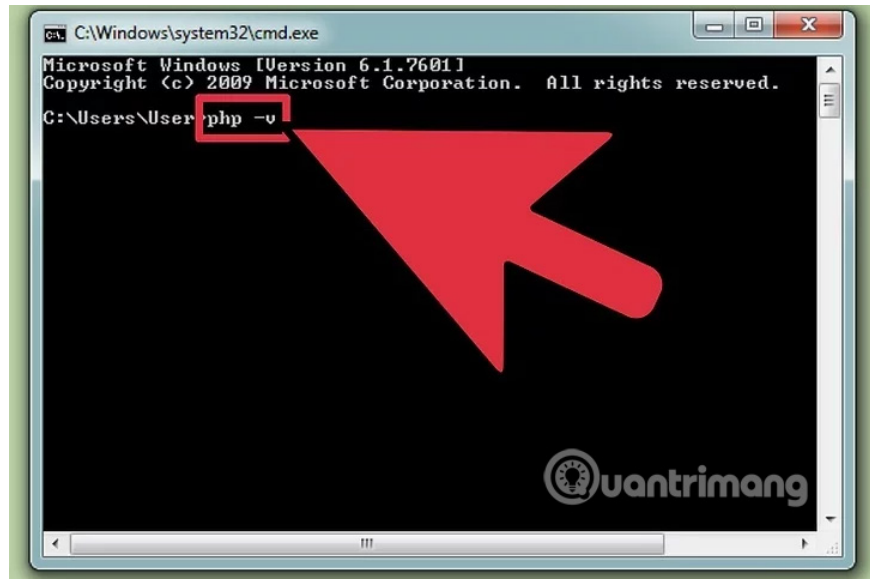 C:\Windows\system32\cmd.exe
Microsoft Windows [Version 6.1.7601]
Copyright (c) 2009 Microsoft Corporation. All rights reserved.
C:\Users\User php -v
Quantrimang